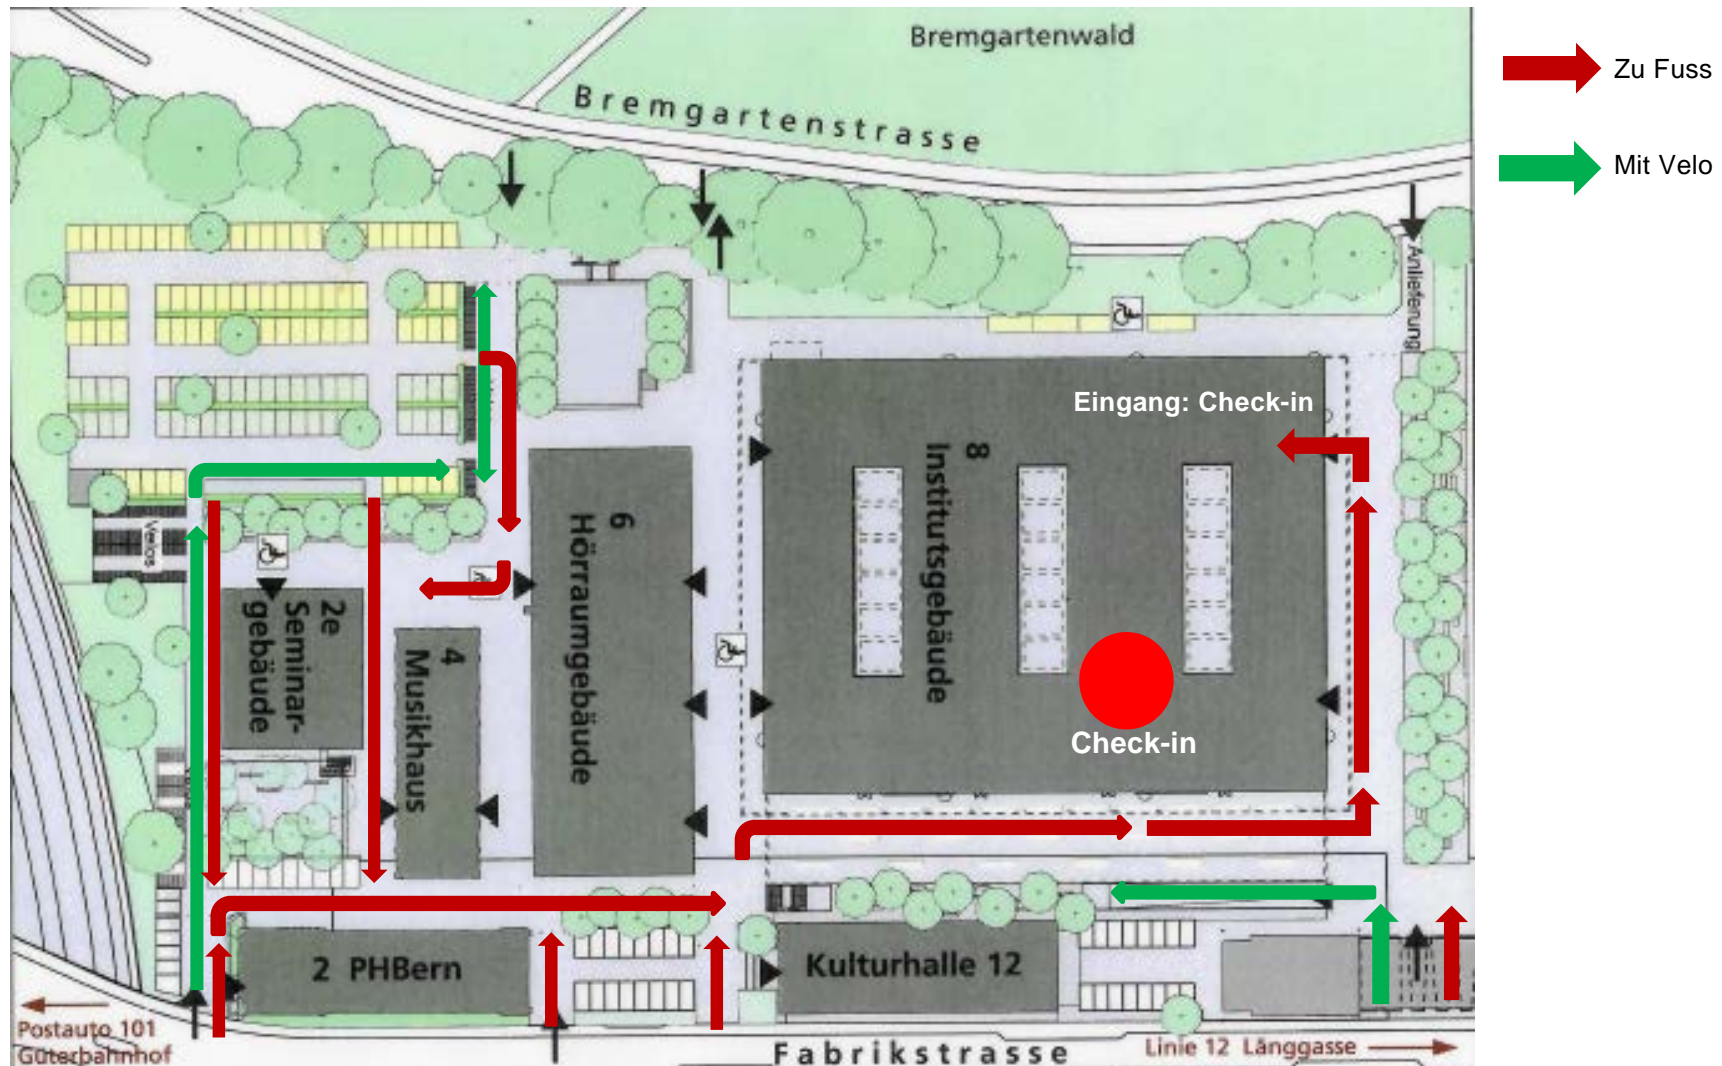 Bremgartenwald
Zu Fuss
Bremgartenstrasse
Mit Velo
Anlieferung
Eingang: Check-in
8
Institutsgebäude
6
Hörraumgebäude
Velos
2e
Seminar-
gebäude
4
Musikhaus
Check-in
2 PHBern
Kulturhalle 12
Postauto 101
Güterbahnhof
Fabrikstrasse
Linie 12 Länggasse